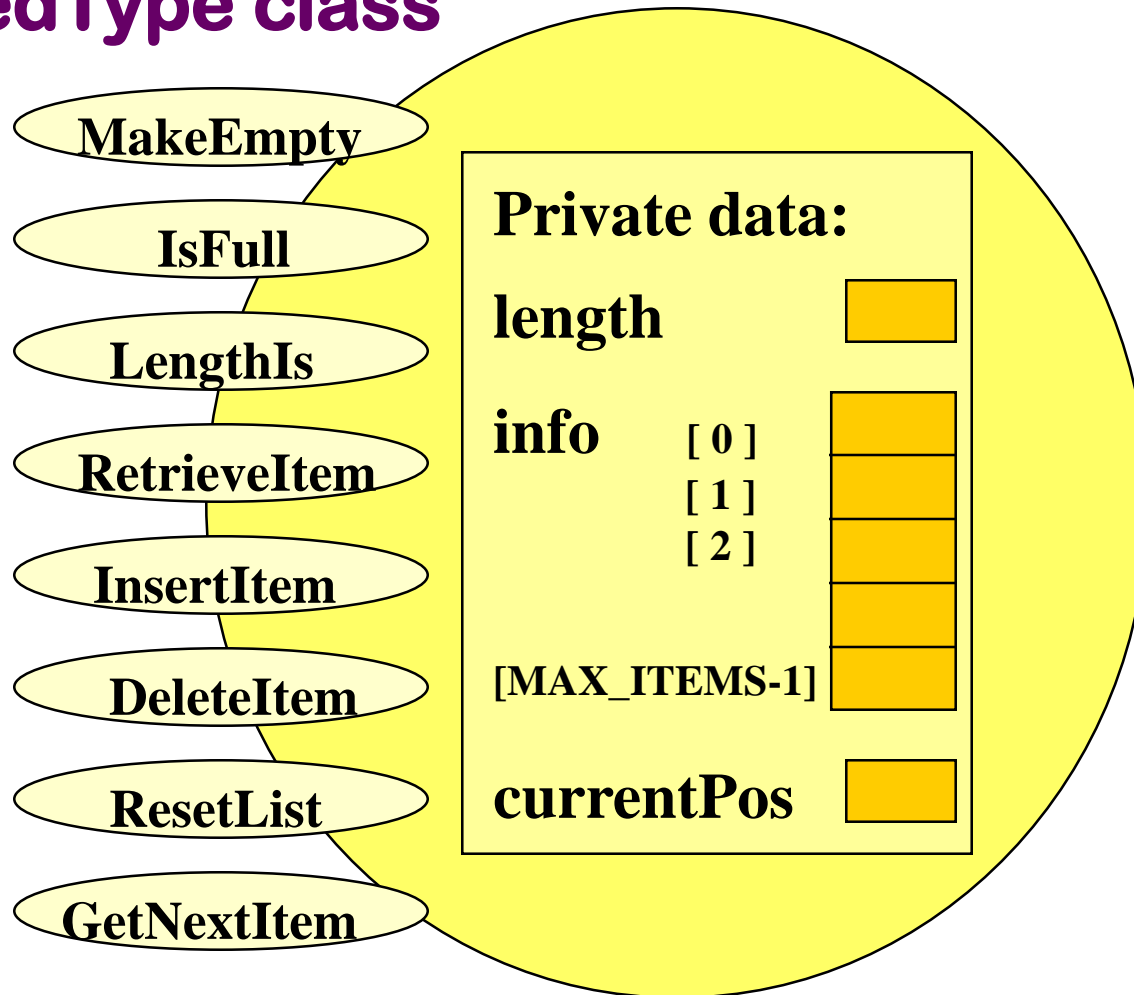 edType class
MakeEmpty
IsFull
LengthIs
RetrieveItem
InsertItem
DeleteItem
ResetList
GetNextItem
Private data:
length
info [ 0 ]
[ 1 ]
[ 2 ]
[MAX_ITEMS-1]
currentPos